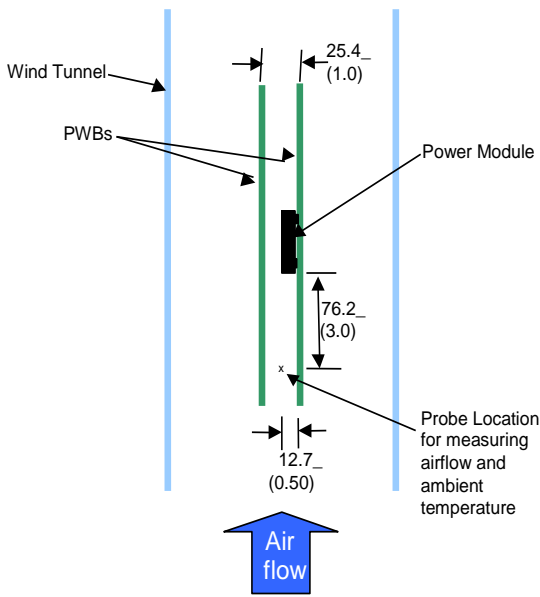 25.4_
(1.0)
Wind Tunnel
PWBs
Power Module
76.2_
(3.0)
x
Probe Location
for measuring
airflow and
ambient
temperature
12.7_
(0.50)
Air
flow